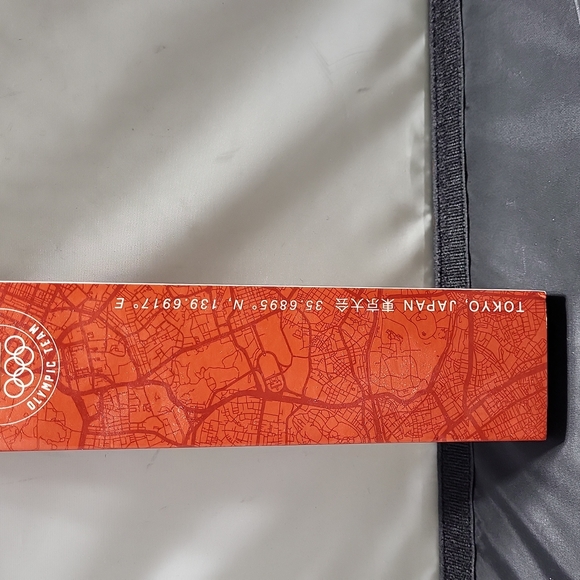 TOKYO, JAPAN 東京大会 35.6895° N, 139.6917° E
OLYMPIC TEAM